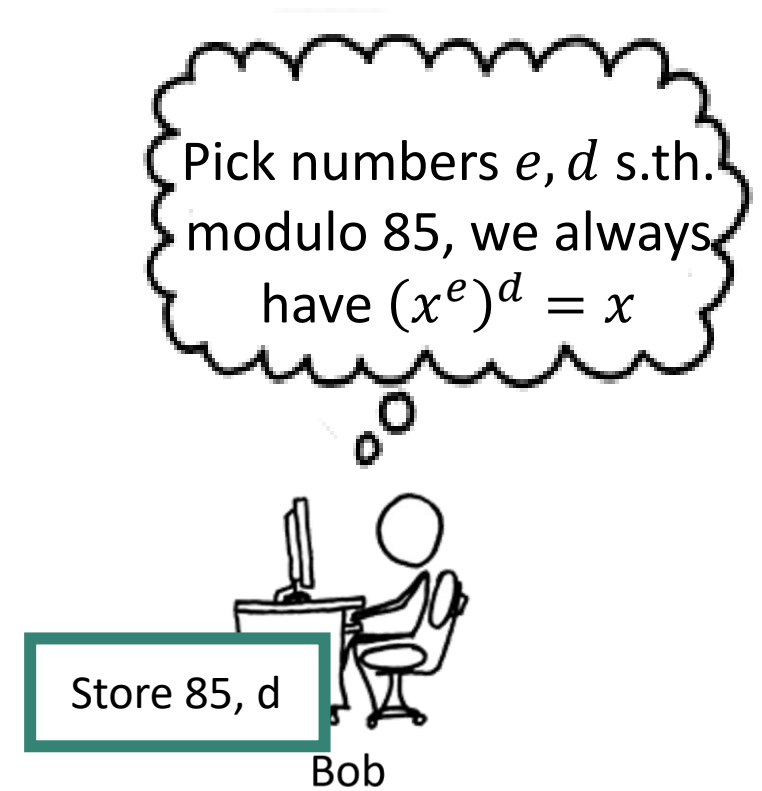 Pick numbers 𝑒, 𝑑 s.th.
modulo 85, we always
have (𝑥^𝑒)^𝑑 = 𝑥
Store 85, d
Bob